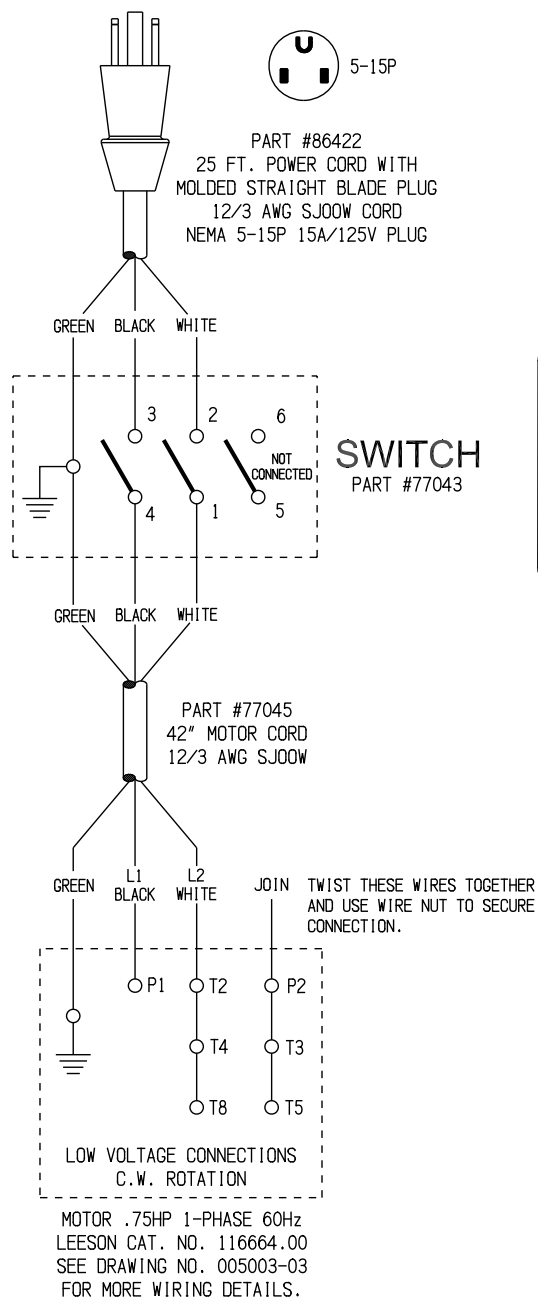 5-15P
PART #86422
25 FT. POWER CORD WITH
MOLDED STRAIGHT BLADE PLUG
12/3 AWG SJOOW CORD
NEMA 5-15P 15A/125V PLUG
GREEN BLACK WHITE
3 2 6
NOT
CONNECTED
4 1 5
SWITCH
PART #77043
GREEN BLACK WHITE
PART #77045
42" MOTOR CORD
12/3 AWG SJOOW
GREEN
L1
BLACK
L2
WHITE
JOIN
TWIST THESE WIRES TOGETHER
AND USE WIRE NUT TO SECURE
CONNECTION.
P1 T2 P2
T4 T3
T8 T5
LOW VOLTAGE CONNECTIONS
C.W. ROTATION
MOTOR .75HP 1-PHASE 60Hz
LEESON CAT. NO. 116664.00
SEE DRAWING NO. 005003-03
FOR MORE WIRING DETAILS.